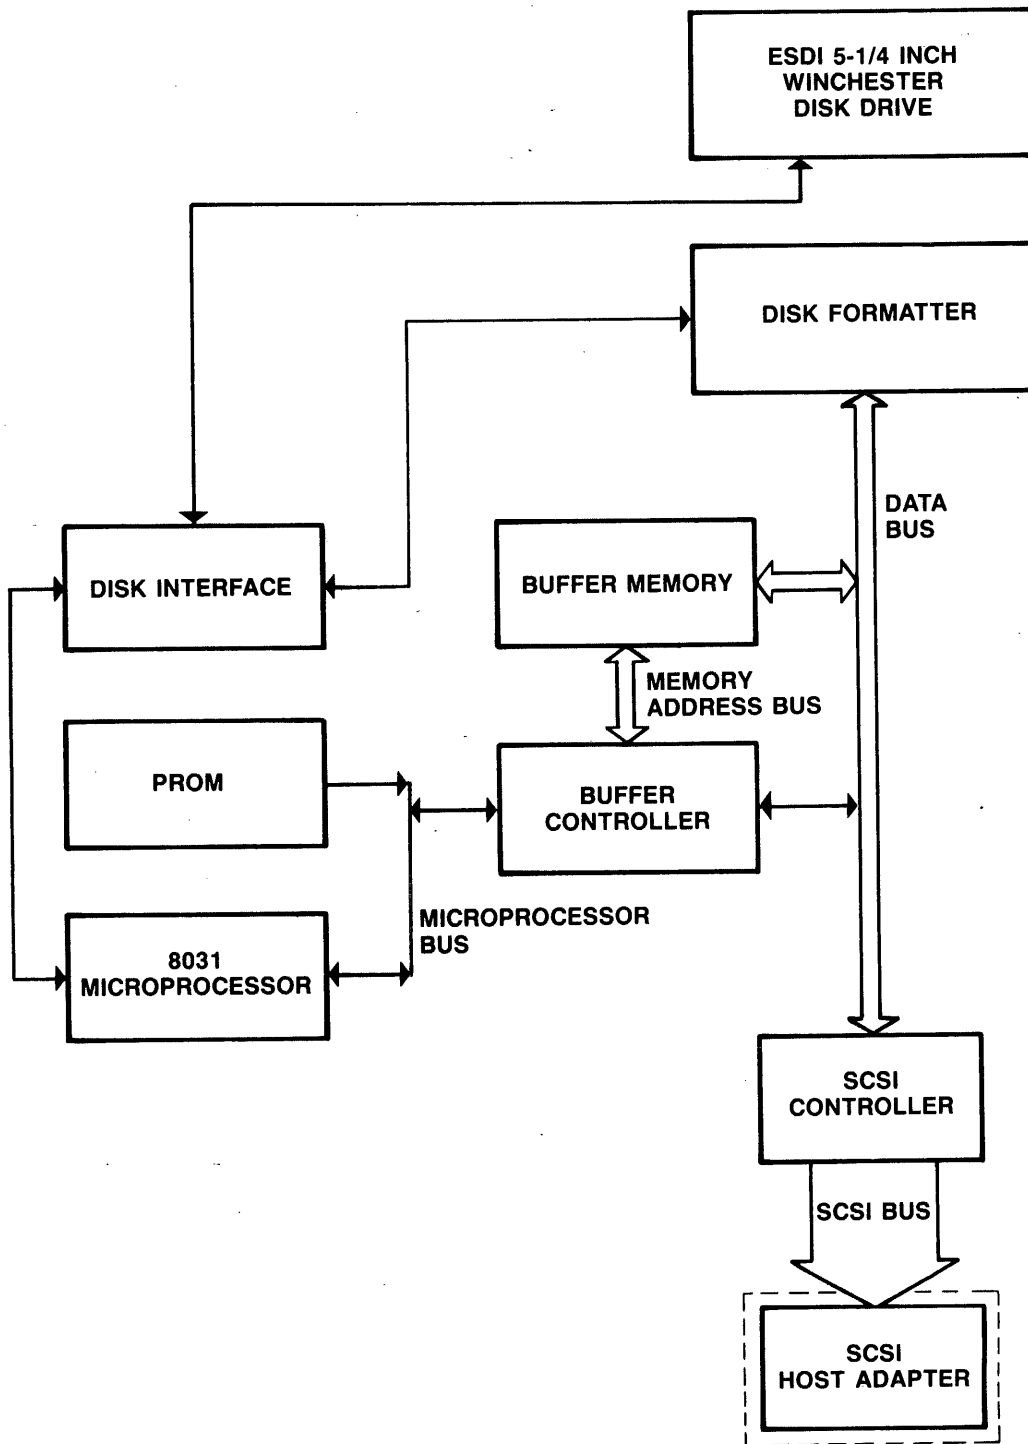 ESDI 5-1/4 INCH
WINCHESTER
DISK DRIVE
DISK FORMATTER
DATA
BUS
DISK INTERFACE
BUFFER MEMORY
MEMORY
ADDRESS BUS
PROM
BUFFER
CONTROLLER
MICROPROCESSOR
BUS
8031
MICROPROCESSOR
SCSI
CONTROLLER
SCSI BUS
SCSI
HOST ADAPTER